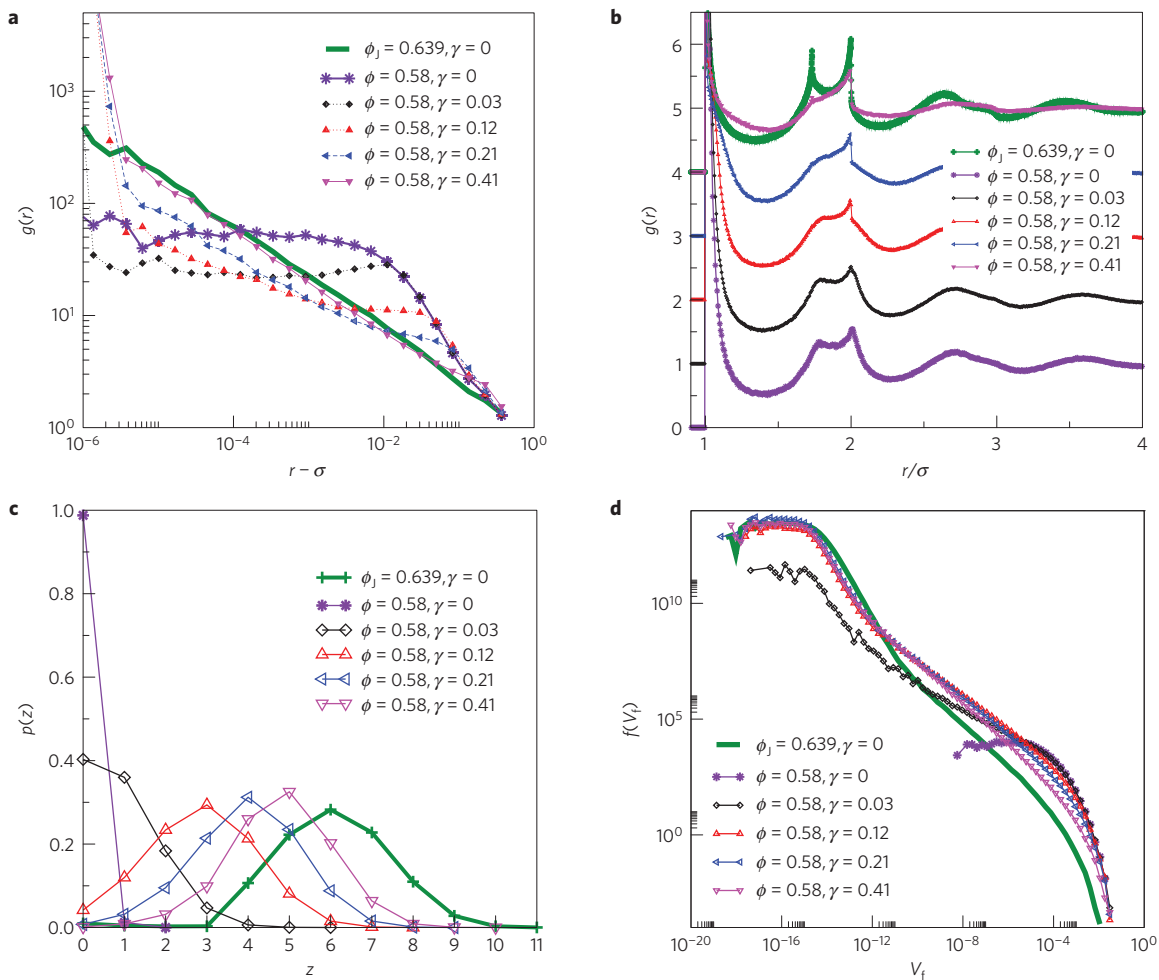 a
10³
10²
10¹
10⁰
g(r)
10⁻⁶
10⁻⁴
10⁻²
10⁰
r − σ
ϕJ = 0.639, γ = 0
ϕ = 0.58, γ = 0
ϕ = 0.58, γ = 0.03
ϕ = 0.58, γ = 0.12
ϕ = 0.58, γ = 0.21
ϕ = 0.58, γ = 0.41
b
6
5
4
3
2
1
0
g(r)
1
2
3
4
r/σ
ϕJ = 0.639, γ = 0
ϕ = 0.58, γ = 0
ϕ = 0.58, γ = 0.03
ϕ = 0.58, γ = 0.12
ϕ = 0.58, γ = 0.21
ϕ = 0.58, γ = 0.41
c
1.0
0.8
0.6
0.4
0.2
0.0
p(z)
0 1 2 3 4 5 6 7 8 9 10 11
z
ϕJ = 0.639, γ = 0
ϕ = 0.58, γ = 0
ϕ = 0.58, γ = 0.03
ϕ = 0.58, γ = 0.12
ϕ = 0.58, γ = 0.21
ϕ = 0.58, γ = 0.41
d
10¹⁰
10⁵
10⁰
f(Vf)
ϕJ = 0.639, γ = 0
ϕ = 0.58, γ = 0
ϕ = 0.58, γ = 0.03
ϕ = 0.58, γ = 0.12
ϕ = 0.58, γ = 0.21
ϕ = 0.58, γ = 0.41
10⁻²⁰
10⁻¹⁶
10⁻¹²
10⁻⁸
10⁻⁴
10⁰
Vf